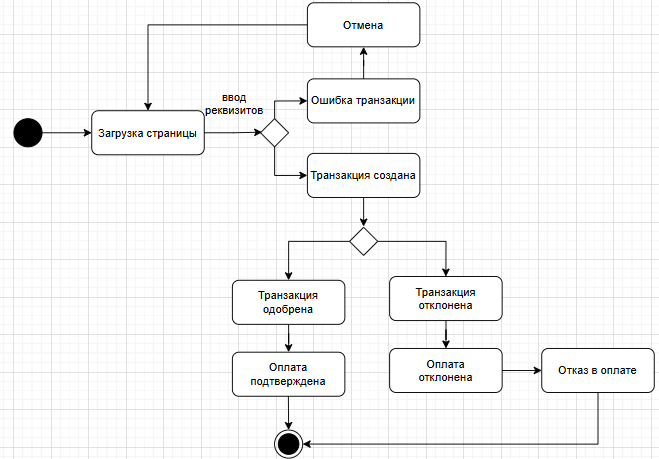 Отмена
ввод
реквизитов
Ошибка транзакции
Загрузка страницы
Транзакция создана
Транзакция
одобрена
Транзакция
отклонена
Оплата
подтверждена
Оплата
отклонена
Отказ в оплате